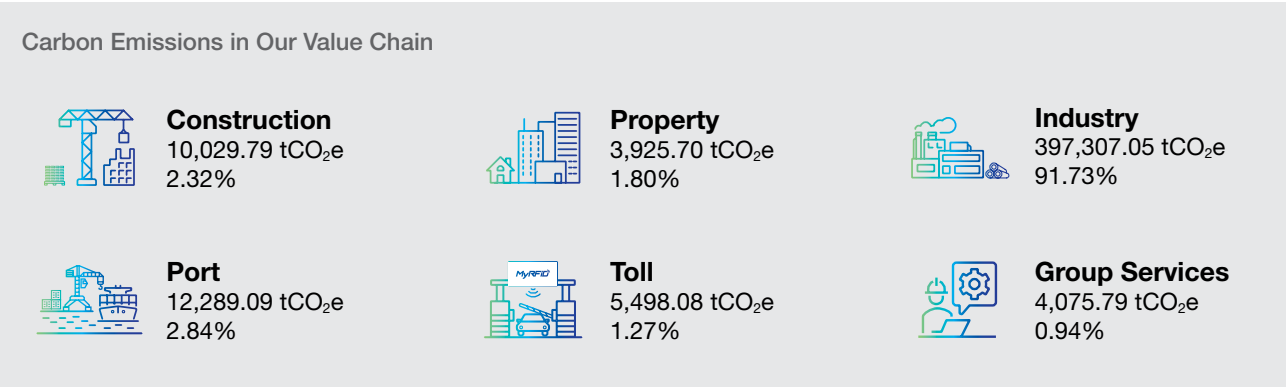 Carbon Emissions in Our Value Chain
Construction
10,029.79 tCO₂e
2.32%
Property
3,925.70 tCO₂e
1.80%
Industry
397,307.05 tCO₂e
91.73%
Port
12,289.09 tCO₂e
2.84%
MyRFID
Toll
5,498.08 tCO₂e
1.27%
Group Services
4,075.79 tCO₂e
0.94%